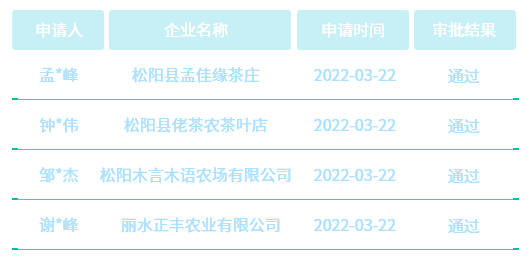 申请人 企业名称 申请时间 审批结果
孟*峰 松阳县孟佳缘茶庄 2022-03-22 通过
钟*伟 松阳县佬茶农茶叶店 2022-03-22 通过
邹*杰 松阳木言木语农场有限公司 2022-03-22 通过
谢*峰 丽水正丰农业有限公司 2022-03-22 通过